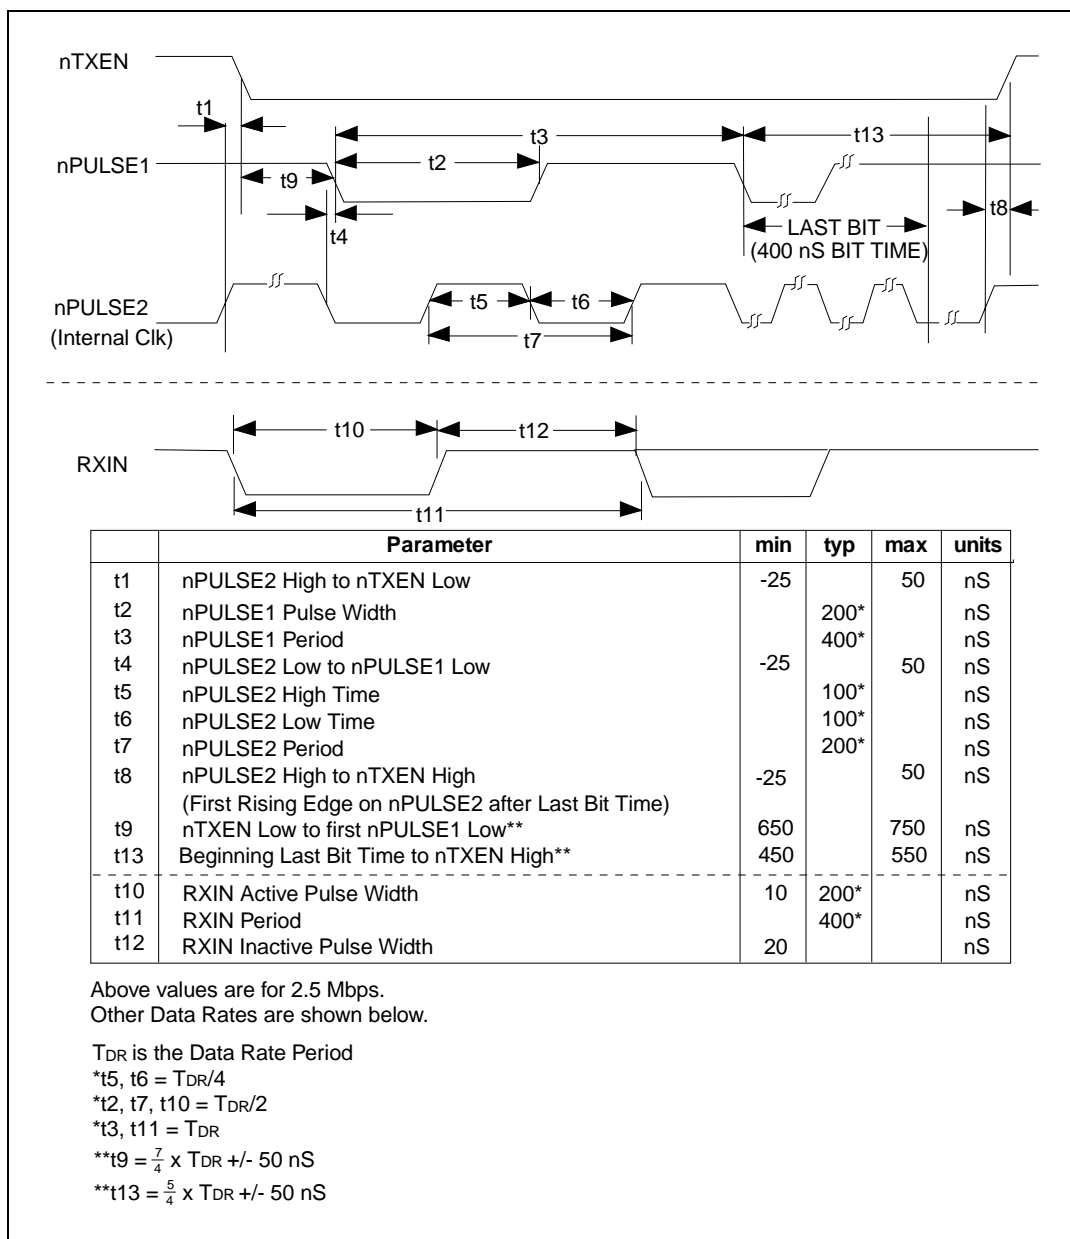 nTXEN
t1
t3
t13
nPULSE1
t2
t9
t8
t4
LAST BIT
(400 nS BIT TIME)
nPULSE2
(Internal Clk)
t5
t6
t7
RXIN
t10
t12
t11
Parameter min typ max units
t1 nPULSE2 High to nTXEN Low -25 50 nS
t2 nPULSE1 Pulse Width 200* nS
t3 nPULSE1 Period 400* nS
t4 nPULSE2 Low to nPULSE1 Low -25 50 nS
t5 nPULSE2 High Time 100* nS
t6 nPULSE2 Low Time 100* nS
t7 nPULSE2 Period 200* nS
t8 nPULSE2 High to nTXEN High -25 50 nS
(First Rising Edge on nPULSE2 after Last Bit Time)
t9 nTXEN Low to first nPULSE1 Low** 650 750 nS
t13 Beginning Last Bit Time to nTXEN High** 450 550 nS
t10 RXIN Active Pulse Width 10 200* nS
t11 RXIN Period 400* nS
t12 RXIN Inactive Pulse Width 20 nS
Above values are for 2.5 Mbps.
Other Data Rates are shown below.
TDR is the Data Rate Period
*t5, t6 = TDR/4
*t2, t7, t10 = TDR/2
*t3, t11 = TDR
**t9 = 7/4 x TDR +/- 50 nS
**t13 = 5/4 x TDR +/- 50 nS